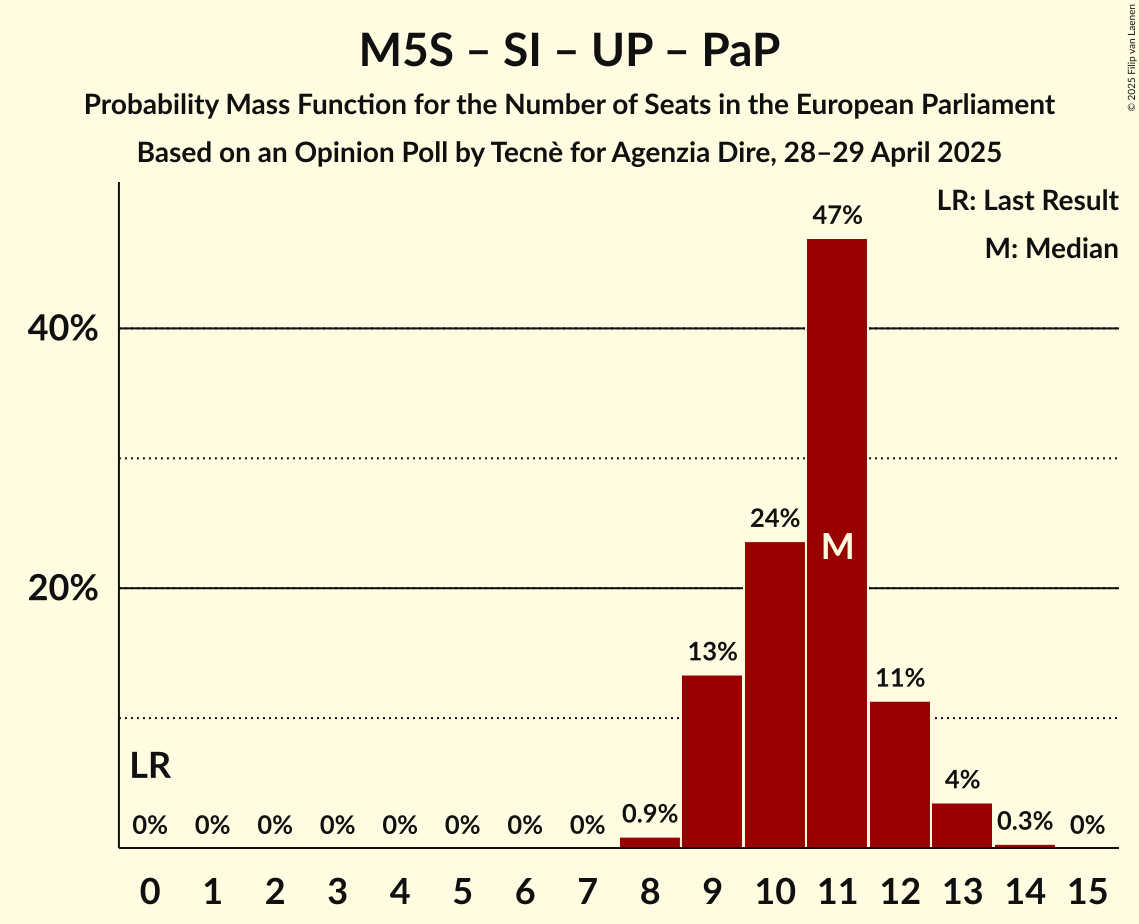 M5S – SI – UP – PaP
Probability Mass Function for the Number of Seats in the European Parliament
Based on an Opinion Poll by Tecnè for Agenzia Dire, 28–29 April 2025
© 2025 Filip van Laenen
LR: Last Result
M: Median
47%
40%
24%
M
20%
13%
11%
LR
4%
0% 0% 0% 0% 0% 0% 0% 0% 0.9% 0.3% 0%
0 1 2 3 4 5 6 7 8 9 10 11 12 13 14 15